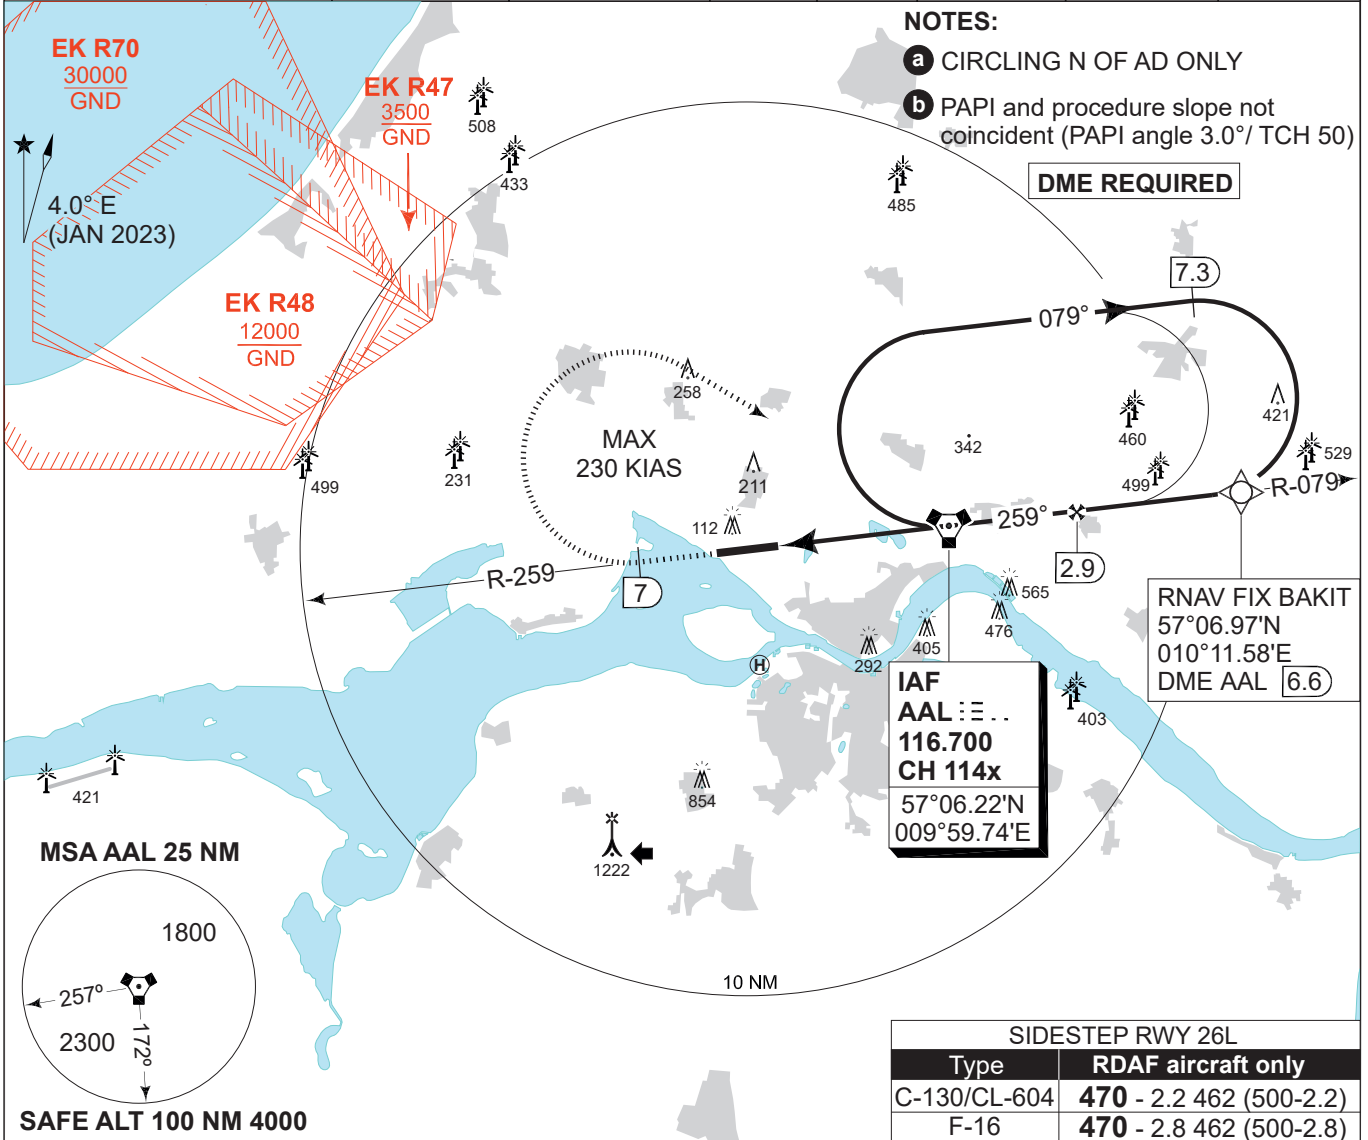 NOTES:
a CIRCLING N OF AD ONLY
b PAPI and procedure slope not
coincident (PAPI angle 3.0°/ TCH 50)
DME REQUIRED
EK R70
30000
GND
EK R47
3500
GND
508
433
485
4.0° E
(JAN 2023)
EK R48
12000
GND
7.3
079°
258
MAX
230 KIAS
342
460
421
499
231
211
499
529
R-079
112
259°
2.9
R-259
7
565
476
405
292
H
403
RNAV FIX BAKIT
57°06.97'N
010°11.58'E
DME AAL 6.6
IAF
AAL
116.700
CH 114x
57°06.22'N
009°59.74'E
421
854
1222
10 NM
MSA AAL 25 NM
1800
257°
2300
172°
SAFE ALT 100 NM 4000
SIDESTEP RWY 26L
Type RDAF aircraft only
C-130/CL-604 470 - 2.2 462 (500-2.2)
F-16 470 - 2.8 462 (500-2.8)